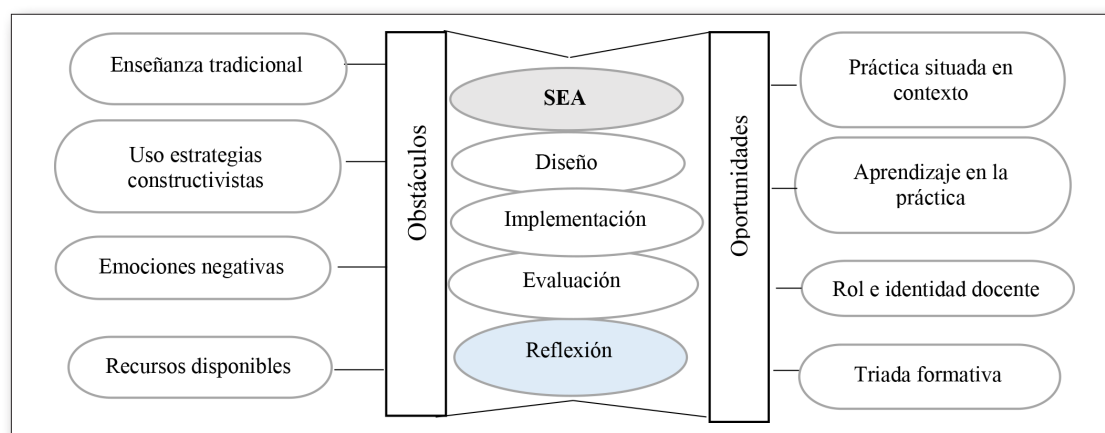 Enseñanza tradicional
Uso estrategias
constructivistas
Emociones negativas
Recursos disponibles
Obstáculos
SEA
Diseño
Implementación
Evaluación
Reflexión
Oportunidades
Práctica situada en
contexto
Aprendizaje en la
práctica
Rol e identidad docente
Triada formativa